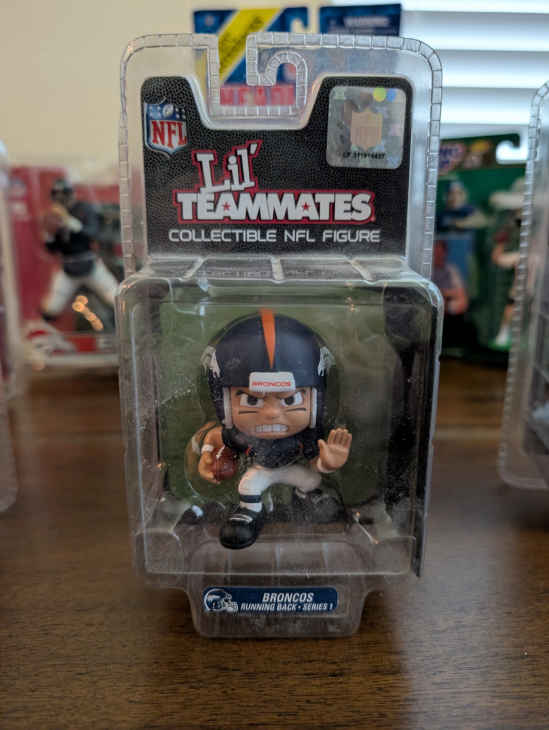 NFL
Lil'
TEAMMATES
COLLECTIBLE NFL FIGURE
BRONCOS
BRONCOS
RUNNING BACK • SERIES 1